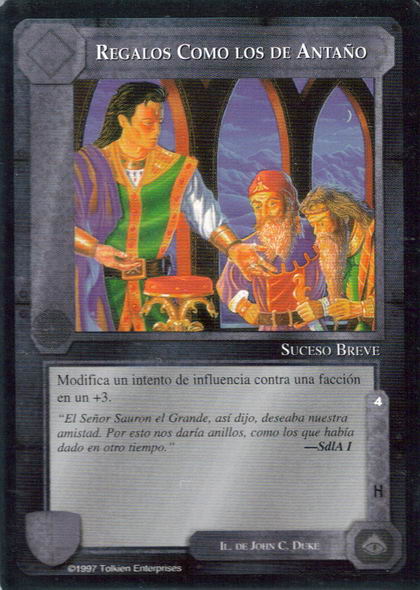 REGALOS COMO LOS DE ANTAÑO
SUCESO BREVE
Modifica un intento de influencia contra una facción
en un +3.
4
“El Señor Sauron el Grande, así dijo, deseaba nuestra
amistad. Por esto nos daría anillos, como los que había
dado en otro tiempo.”
—SdlA I
H
IL. DE JOHN C. DUKE
©1997 Tolkien Enterprises